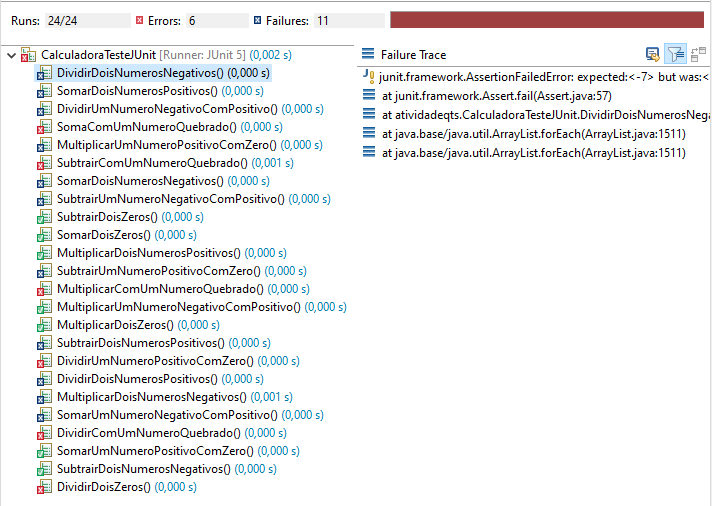 Runs: 24/24 Errors: 6 Failures: 11
CalculadoraTesteJUnit [Runner: JUnit 5] (0,002 s)
DividirDoisNumerosNegativos() (0,000 s)
SomarDoisNumerosPositivos() (0,000 s)
DividirUmNumeroNegativoComPositivo() (0,000 s)
SomaComUmNumeroQuebrado() (0,000 s)
MultiplicarUmNumeroPositivoComZero() (0,000 s)
SubtrairComUmNumeroQuebrado() (0,001 s)
SomarDoisNumerosNegativos() (0,000 s)
SubtrairUmNumeroNegativoComPositivo() (0,000 s)
SubtrairDoisZeros() (0,000 s)
SomarDoisZeros() (0,000 s)
MultiplicarDoisNumerosPositivos() (0,000 s)
SubtrairUmNumeroPositivoComZero() (0,000 s)
MultiplicarComUmNumeroQuebrado() (0,000 s)
MultiplicarUmNumeroNegativoComPositivo() (0,000 s)
MultiplicarDoisZeros() (0,000 s)
SubtrairDoisNumerosPositivos() (0,000 s)
DividirUmNumeroPositivoComZero() (0,000 s)
DividirDoisNumerosPositivos() (0,000 s)
MultiplicarDoisNumerosNegativos() (0,001 s)
SomarUmNumeroNegativoComPositivo() (0,000 s)
DividirComUmNumeroQuebrado() (0,000 s)
SomarUmNumeroPositivoComZero() (0,000 s)
SubtrairDoisNumerosNegativos() (0,000 s)
DividirDoisZeros() (0,000 s)
Failure Trace
junit.framework.AssertionFailedError: expected:<-7> but was:<
at junit.framework.Assert.fail(Assert.java:57)
at atividadeqts.CalculadoraTesteJUnit.DividirDoisNumerosNega
at java.base/java.util.ArrayList.forEach(ArrayList.java:1511)
at java.base/java.util.ArrayList.forEach(ArrayList.java:1511)